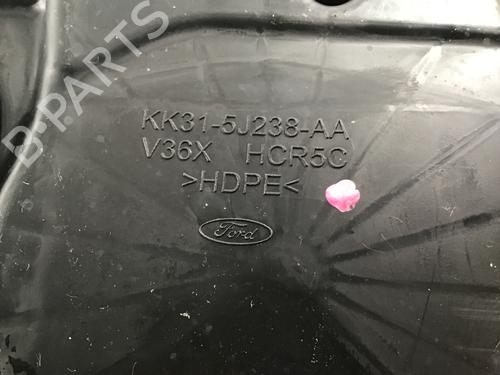 KK31-5J238-AA
V36X HCR5C
>HDPE<
Ford
B-PARTS